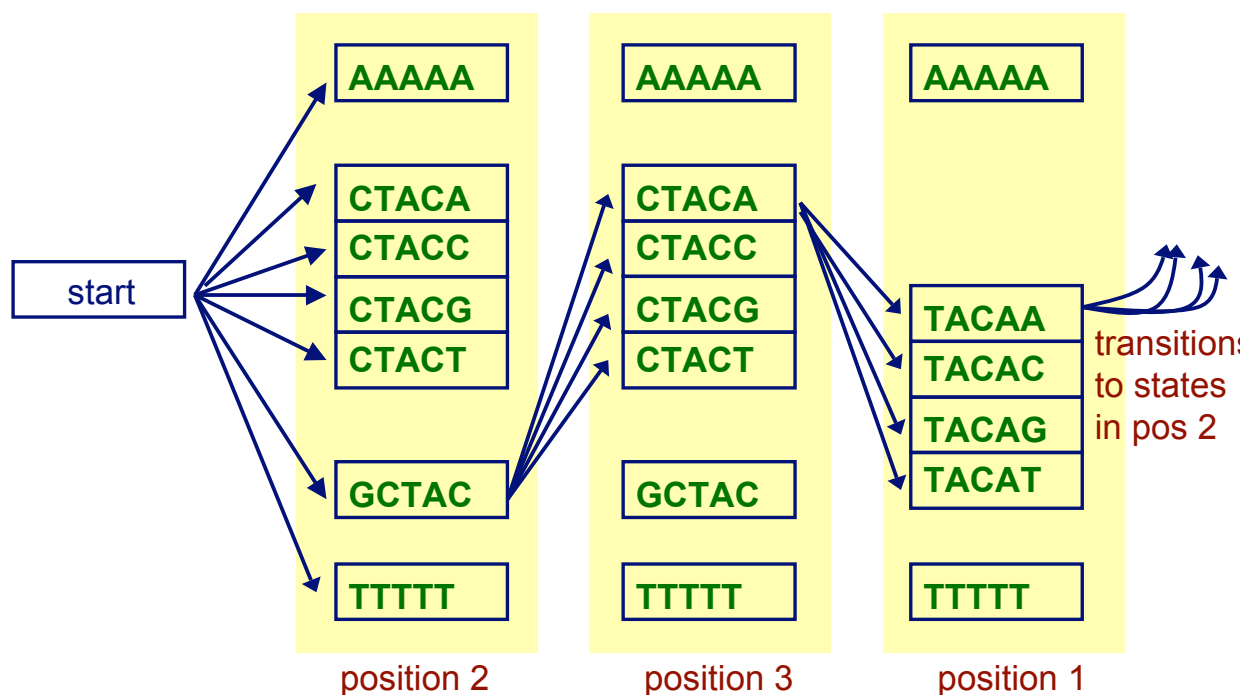 start
AAAAA
CTACA
CTACC
CTACG
CTACT
GCTAC
TTTTT
position 2
AAAAA
CTACA
CTACC
CTACG
CTACT
GCTAC
TTTTT
position 3
AAAAA
TACAA
TACAC
TACAG
TACAT
TTTTT
position 1
transitions
to states
in pos 2